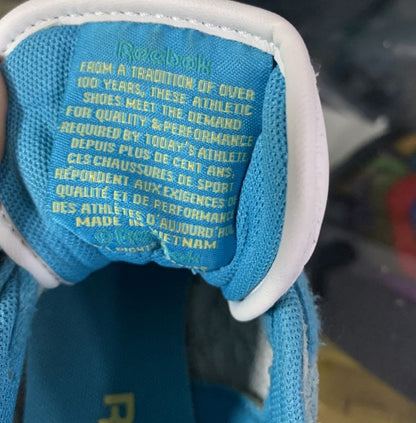 Reebok
FROM A TRADITION OF OVER
100 YEARS, THESE ATHLETIC
SHOES MEET THE DEMAND
FOR QUALITY & PERFORMANCE
REQUIRED BY TODAY'S ATHLETE
DEPUIS PLUS DE CENT ANS,
CES CHAUSSURES DE SPORT
RÉPONDENT AUX EXIGENCES DE
QUALITÉ ET DE PERFORMANCE
DES ATHLÈTES D'AUJOURD'HUI.
MADE IN VIETNAM
Reebok
R